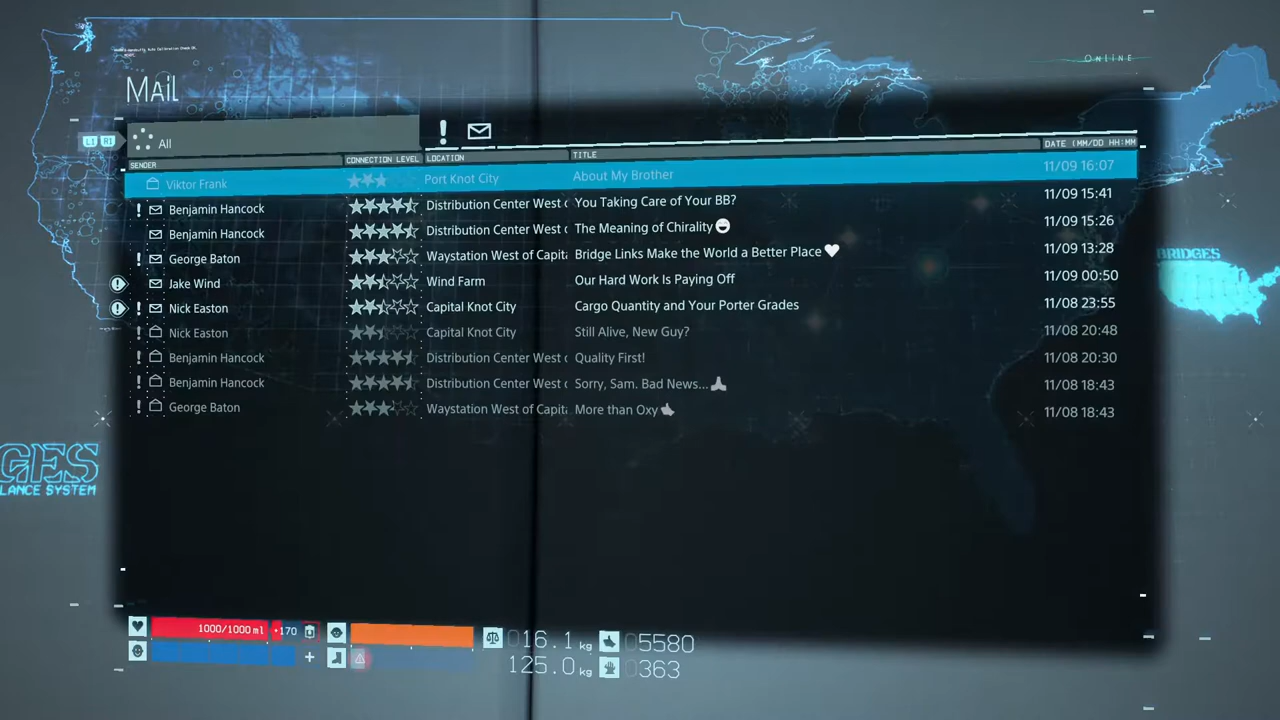 ONLINE
MAIL
L1 R1 All
SENDER CONNECTION LEVEL LOCATION TITLE DATE (MM/DD HH:MM
Viktor Frank Port Knot City About My Brother 11/09 16:07
! Benjamin Hancock Distribution Center West o You Taking Care of Your BB? 11/09 15:41
Benjamin Hancock Distribution Center West o The Meaning of Chirality 11/09 15:26
! George Baton Waystation West of Capita Bridge Links Make the World a Better Place 11/09 13:28
Jake Wind Wind Farm Our Hard Work Is Paying Off 11/09 00:50
! Nick Easton Capital Knot City Cargo Quantity and Your Porter Grades 11/08 23:55
! Nick Easton Capital Knot City Still Alive, New Guy? 11/08 20:48
! Benjamin Hancock Distribution Center West o Quality First! 11/08 20:30
! Benjamin Hancock Distribution Center West o Sorry, Sam. Bad News... 11/08 18:43
! George Baton Waystation West of Capita More than Oxy 11/08 18:43
BRIDGES
GES
LANCE SYSTEM
1000/1000 ml +170 016.1 kg 05580
125.0 kg 0363